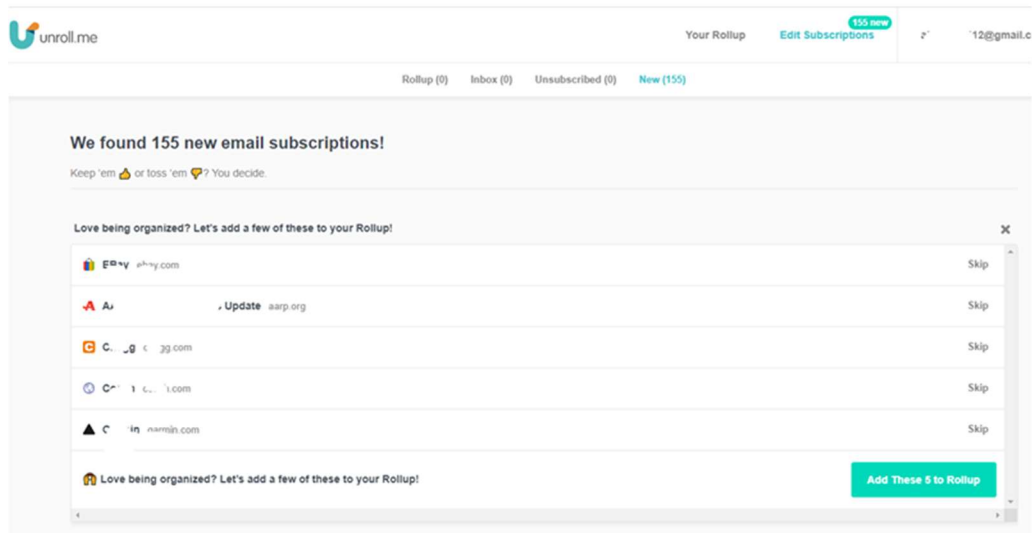 155 new
unroll.me Your Rollup Edit Subscriptions 12@gmail.c
Rollup (0) Inbox (0) Unsubscribed (0) New (155)
We found 155 new email subscriptions!
Keep 'em 👍 or toss 'em 👎? You decide.
Love being organized? Let's add a few of these to your Rollup!
Skip
Update aarp.org Skip
Skip
Skip
garmin.com Skip
Love being organized? Let's add a few of these to your Rollup! Add These 5 to Rollup